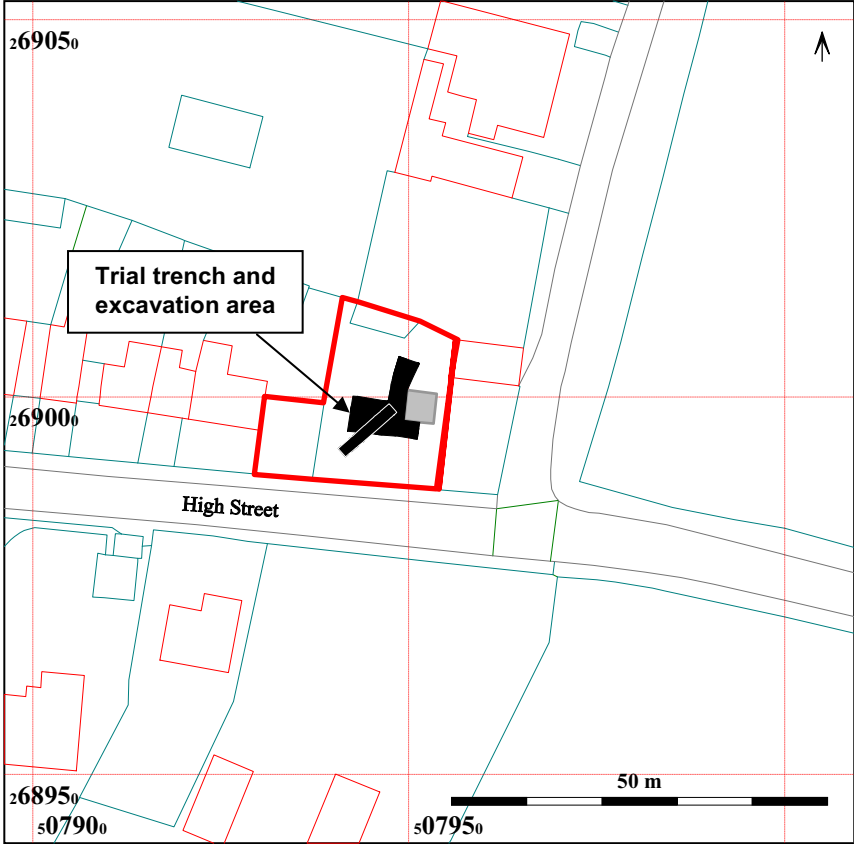 269050
Trial trench and
excavation area
269000
High Street
50 m
268950
507900
507950